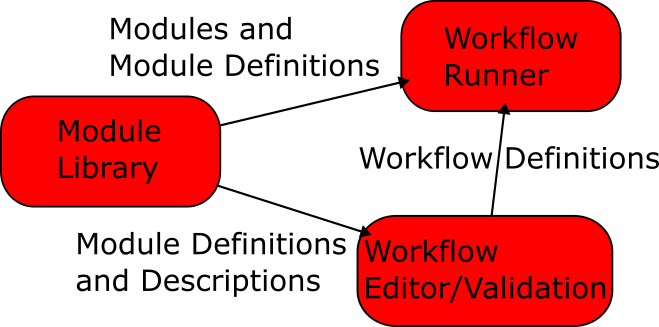 Modules and
Module Definitions
Workflow
Runner
Module
Library
Workflow Definitions
Module Definitions
and Descriptions
Workflow
Editor/Validation